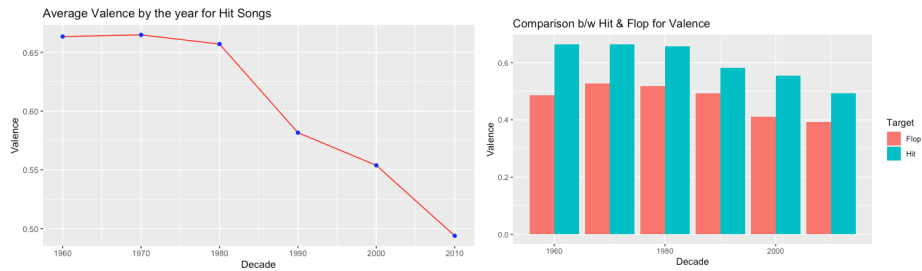 Average Valence by the year for Hit Songs
Valence
0.65
0.60
0.55
0.50
1960 1970 1980 1990 2000 2010
Decade
Comparison b/w Hit & Flop for Valence
Valence
0.6
0.4
0.2
0.0
1960 1980 2000
Decade
Target
Flop
Hit